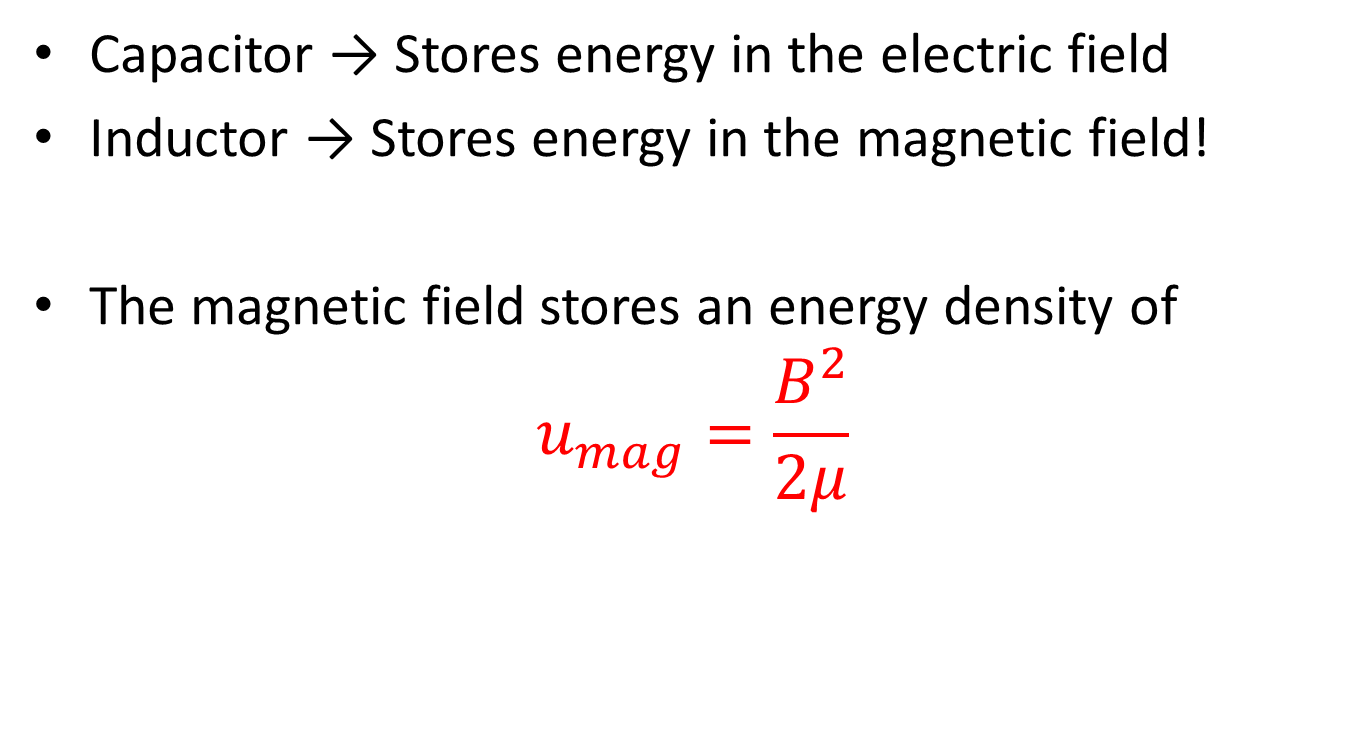 • Capacitor → Stores energy in the electric field
• Inductor → Stores energy in the magnetic field!
• The magnetic field stores an energy density of
u_mag = B²/2μ